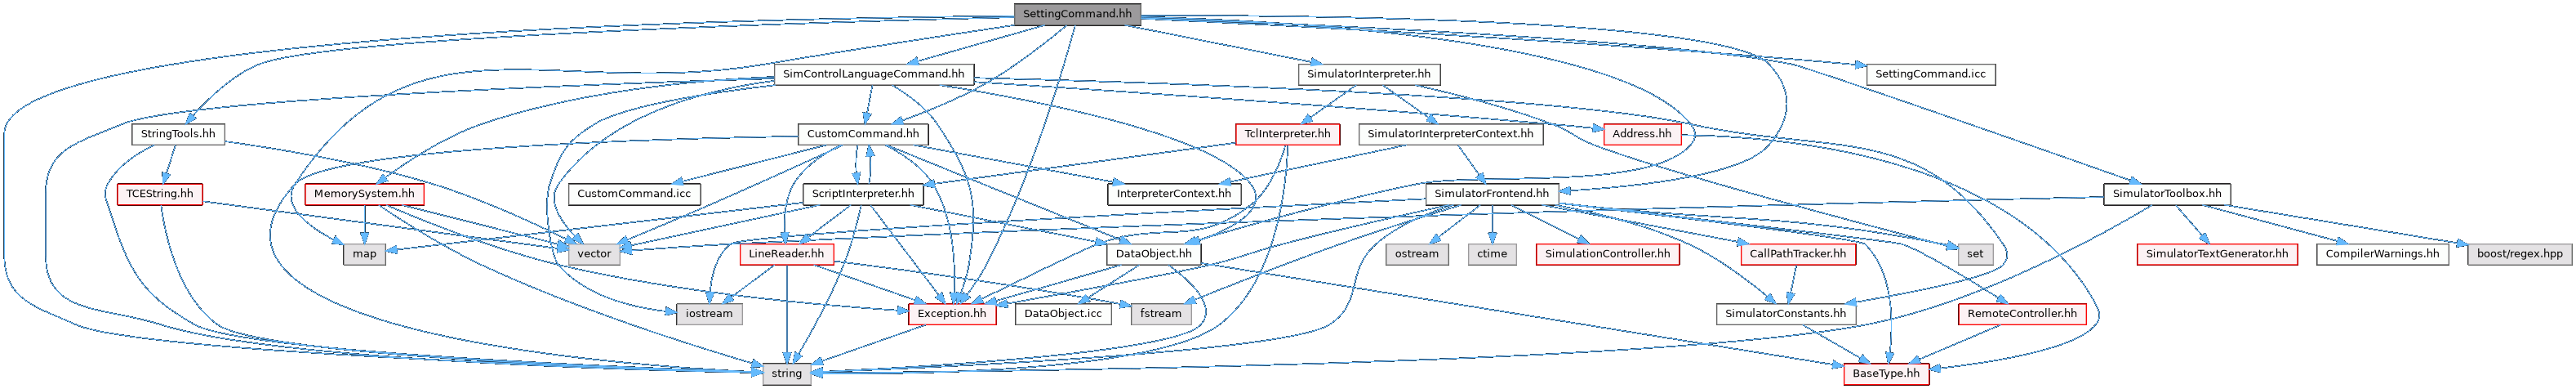 SettingCommand.hh
SimControlLanguageCommand.hh
SimulatorInterpreter.hh
SettingCommand.icc
StringTools.hh
CustomCommand.hh
TclInterpreter.hh
SimulatorInterpreterContext.hh
Address.hh
TCEString.hh
MemorySystem.hh
CustomCommand.icc
ScriptInterpreter.hh
InterpreterContext.hh
SimulatorFrontend.hh
SimulatorToolbox.hh
map
vector
LineReader.hh
DataObject.hh
ostream
ctime
SimulationController.hh
CallPathTracker.hh
set
SimulatorTextGenerator.hh
CompilerWarnings.hh
boost/regex.hpp
iostream
Exception.hh
DataObject.icc
fstream
SimulatorConstants.hh
RemoteController.hh
string
BaseType.hh